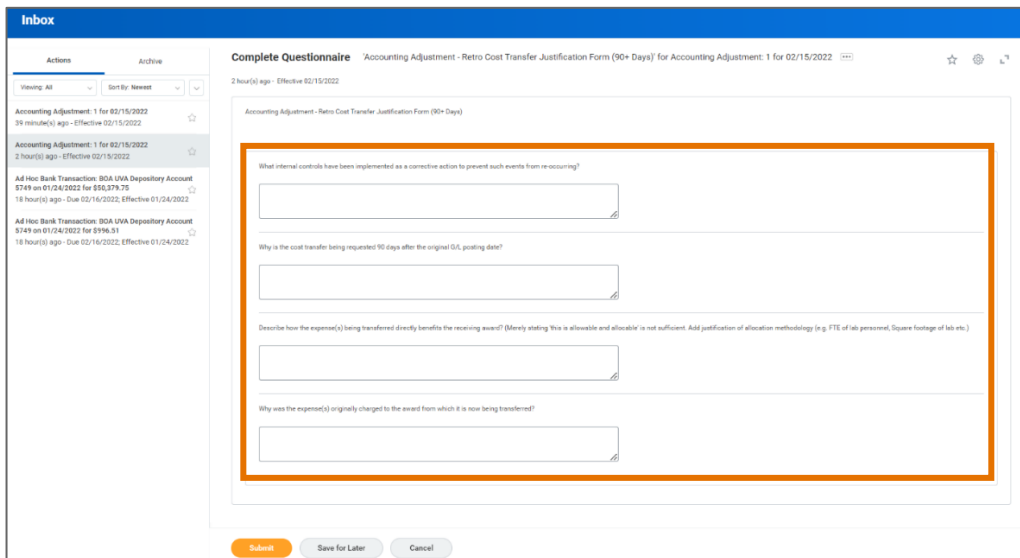 Inbox
Actions
Archive
Viewing: All
Sort By: Newest
Accounting Adjustment: 1 for 02/15/2022
39 minute(s) ago - Effective 02/15/2022
Accounting Adjustment: 1 for 02/15/2022
2 hour(s) ago - Effective 02/15/2022
Ad Hoc Bank Transaction: BOA UVA Depository Account
5749 on 01/24/2022 for $50,379.75
18 hour(s) ago - Due 02/16/2022; Effective 01/24/2022
Ad Hoc Bank Transaction: BOA UVA Depository Account
5749 on 01/24/2022 for $996.51
18 hour(s) ago - Due 02/16/2022; Effective 01/24/2022
Complete Questionnaire 'Accounting Adjustment - Retro Cost Transfer Justification Form (90+ Days)' for Accounting Adjustment: 1 for 02/15/2022
2 hour(s) ago - Effective 02/15/2022
Accounting Adjustment - Retro Cost Transfer Justification Form (90+ Days)
What internal controls have been implemented as a corrective action to prevent such events from re-occuring?
Why is the cost transfer being requested 90 days after the original G/L posting date?
Describe how the expense(s) being transferred directly benefits the receiving award? (Merely stating 'this is allowable and allocable' is not sufficient. Add justification of allocation methodology (e.g. FTE of lab personnel, Square footage of lab etc.)
Why was the expense(s) originally charged to the award from which it is now being transferred?
Submit
Save for Later
Cancel